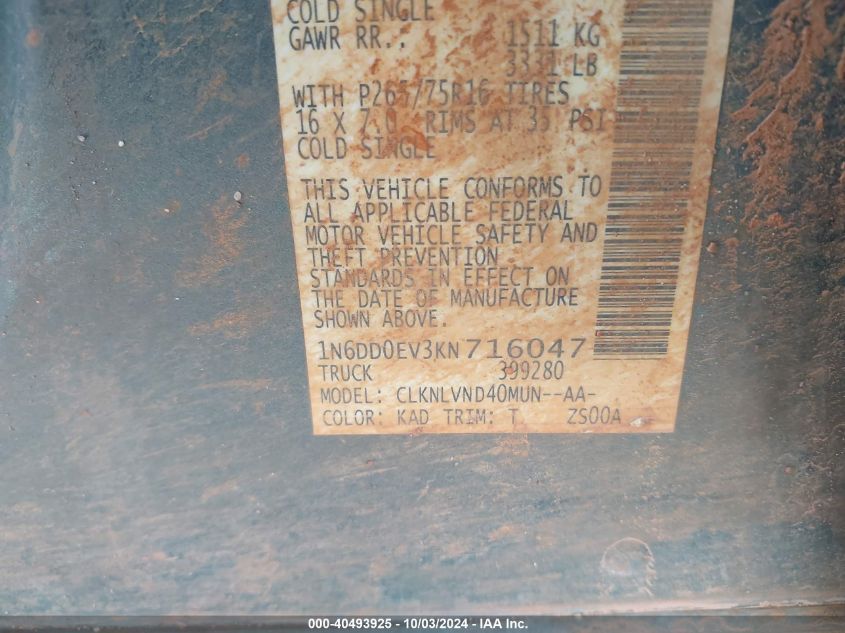 COLD SINGLE
GAWR RR., 1511 KG
3331 LB
WITH P265/75R16 TIRES
16 X 7.0 RIMS AT 35 PSI
COLD SINGLE
THIS VEHICLE CONFORMS TO
ALL APPLICABLE FEDERAL
MOTOR VEHICLE SAFETY AND
THEFT PREVENTION
STANDARDS IN EFFECT ON
THE DATE OF MANUFACTURE
SHOWN ABOVE.
1N6DD0EV3KN716047
TRUCK 399280
MODEL: CLKNLVND40MUN--AA-
COLOR: KAD TRIM: T ZS00A
000-40493925 - 10/03/2024 - IAA Inc.